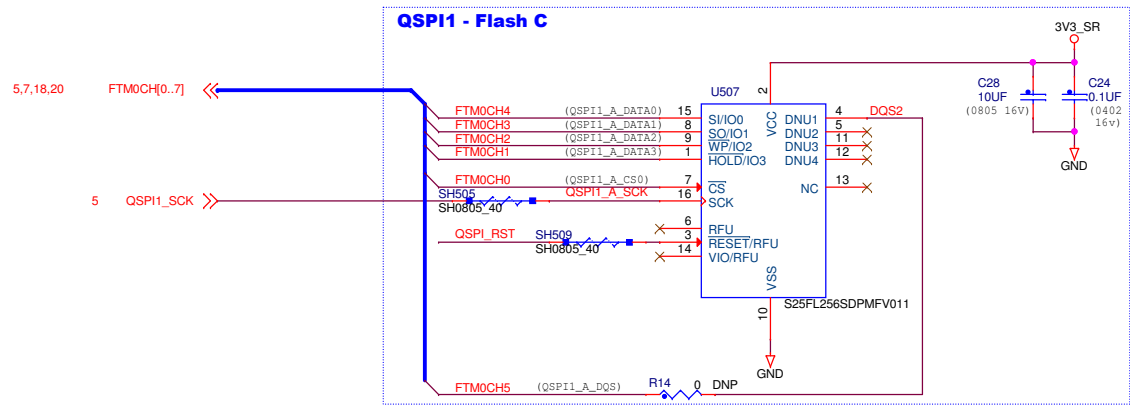 QSPI1 - Flash C
3V3_SR
5,7,18,20 FTM0CH[0..7]
C28
10UF
(0805 16V)
C24
0.1UF
(0402
16v)
GND
U507
2
VCC
FTM0CH4 (QSPI1_A_DATA0) 15 SI/IO0
FTM0CH3 (QSPI1_A_DATA1) 8 SO/IO1
FTM0CH2 (QSPI1_A_DATA2) 9 WP/IO2
FTM0CH1 (QSPI1_A_DATA3) 1 HOLD/IO3
DNU1 4 DQS2
DNU2 5
DNU3 11
DNU4 12
FTM0CH0 (QSPI1_A_CS0) 7 CS
NC 13
5 QSPI1_SCK
SH505
SH0805_40
QSPI1_A_SCK 16 SCK
6 RFU
QSPI_RST
SH509
SH0805_40
3 RESET/RFU
14 VIO/RFU
VSS
10
S25FL256SDPMFV011
GND
FTM0CH5 (QSPI1_A_DQS) R14 0 DNP